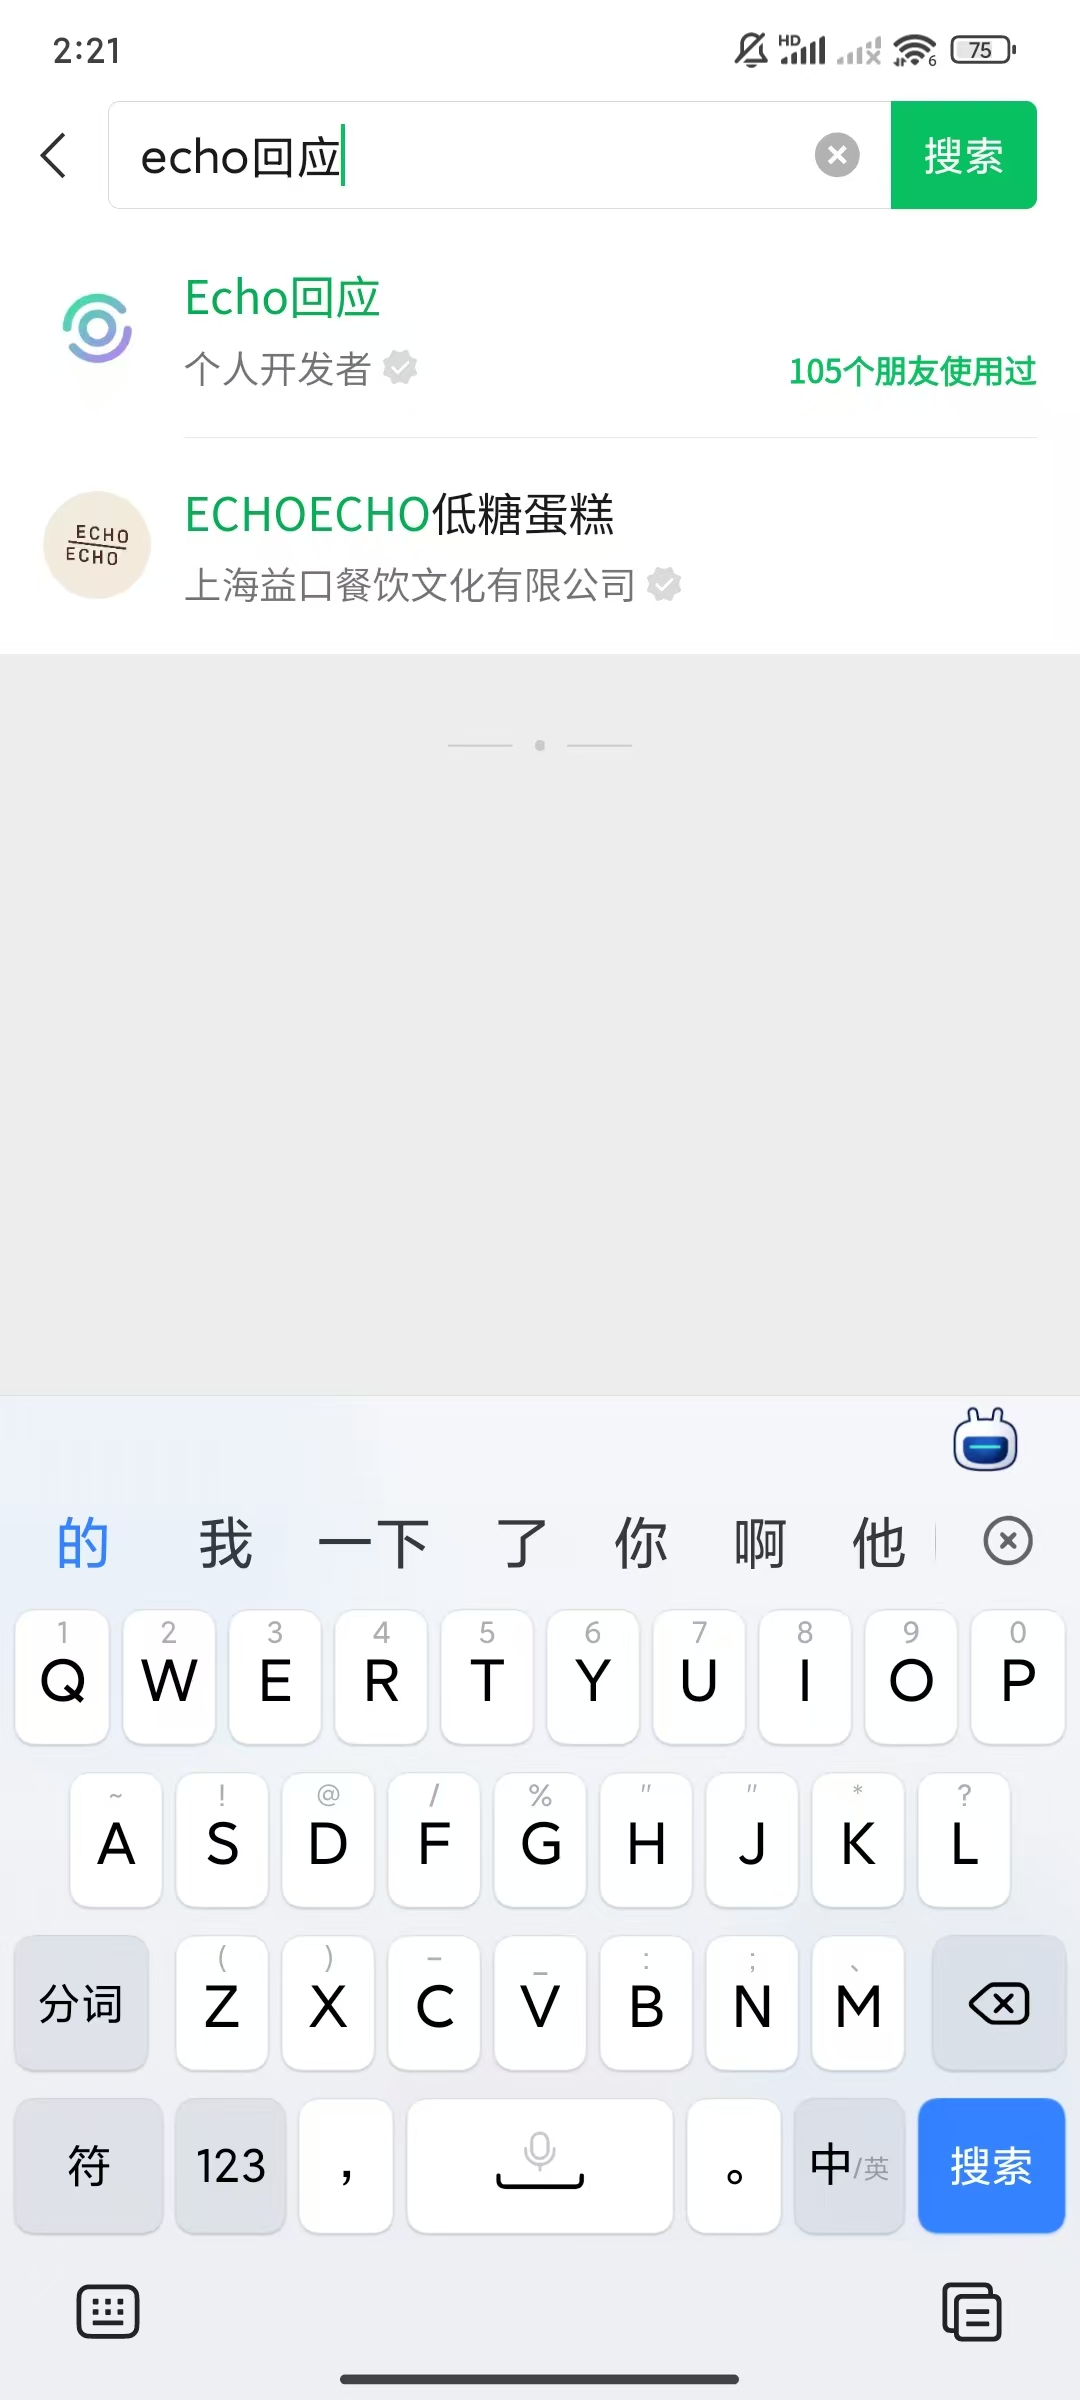 2:21
HD
6
75
echo回应
搜索
Echo回应
个人开发者
105个朋友使用过
ECHO
ECHO
ECHOECHO低糖蛋糕
上海益口餐饮文化有限公司
的 我 一下 了 你 啊 他
1 2 3 4 5 6 7 8 9 0
Q W E R T Y U I O P
~ ! @ / % " " * ?
A S D F G H J K L
( ) – _ : ; 、
分词 Z X C V B N M
符 123 , 。 中/英 搜索